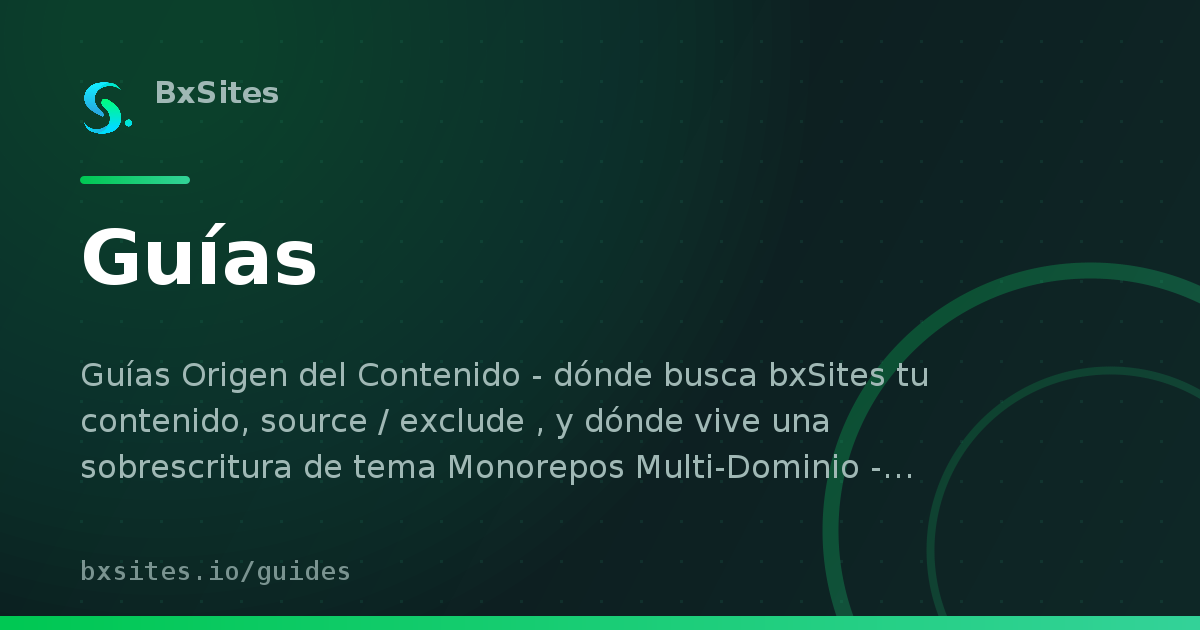 BxSites
Guías
Guías Origen del Contenido - dónde busca bxSites tu
contenido, source / exclude , y dónde vive una
sobrescritura de tema Monorepos Multi-Dominio -...
bxsites.io/guides